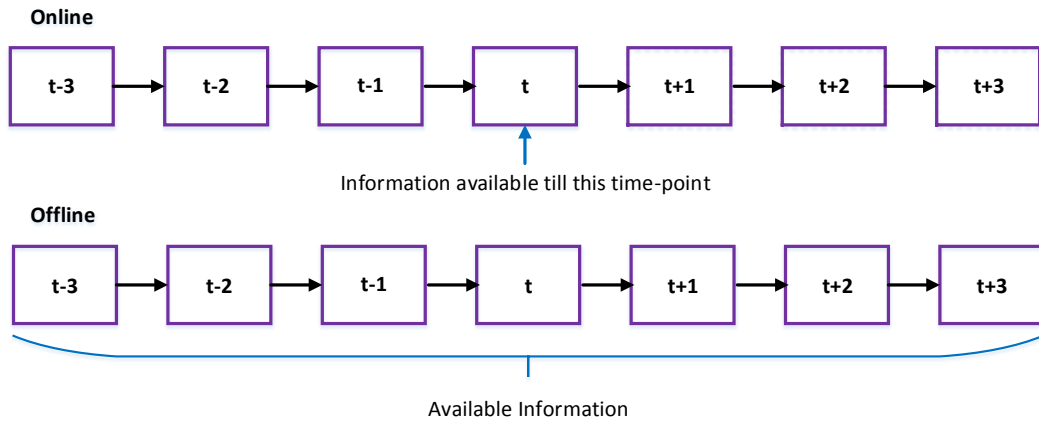 Online
t-3 t-2 t-1 t t+1 t+2 t+3
Information available till this time-point
Offline
t-3 t-2 t-1 t t+1 t+2 t+3
Available Information